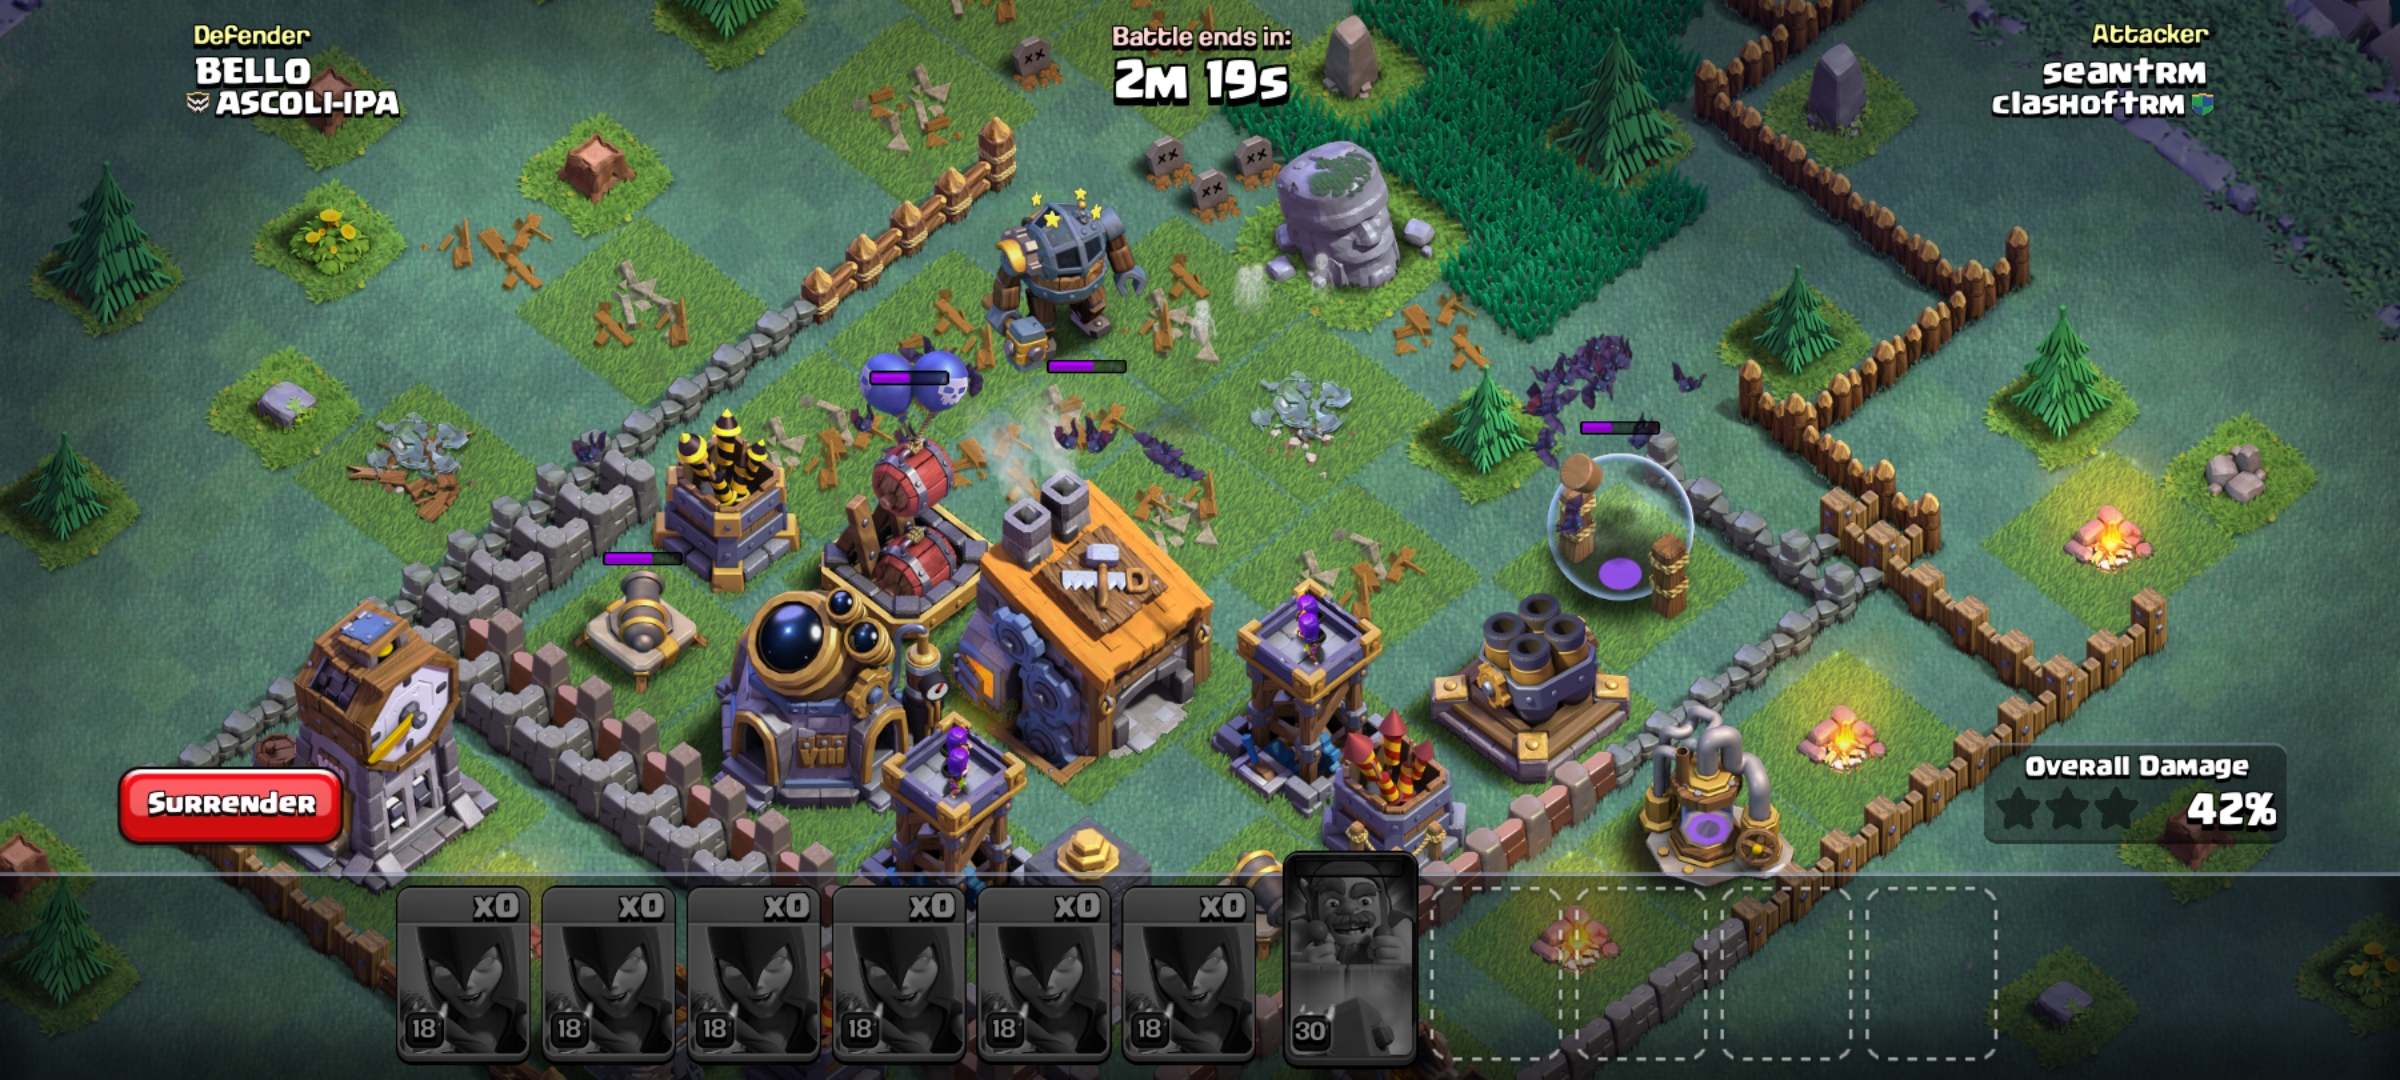 Defender
BELLO
ASCOLI-IPA
Battle ends in:
2M 19S
Attacker
seantRM
clashoftRM
VIII
Surrender
Overall Damage
42%
x0 x0 x0 x0 x0 x0
18 18 18 18 18 18 30